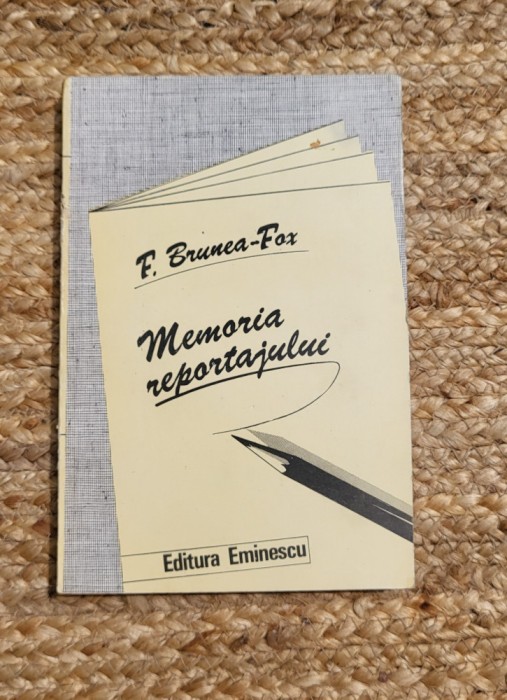 F. Brunea-Fox
Memoria
reportajului
Editura Eminescu